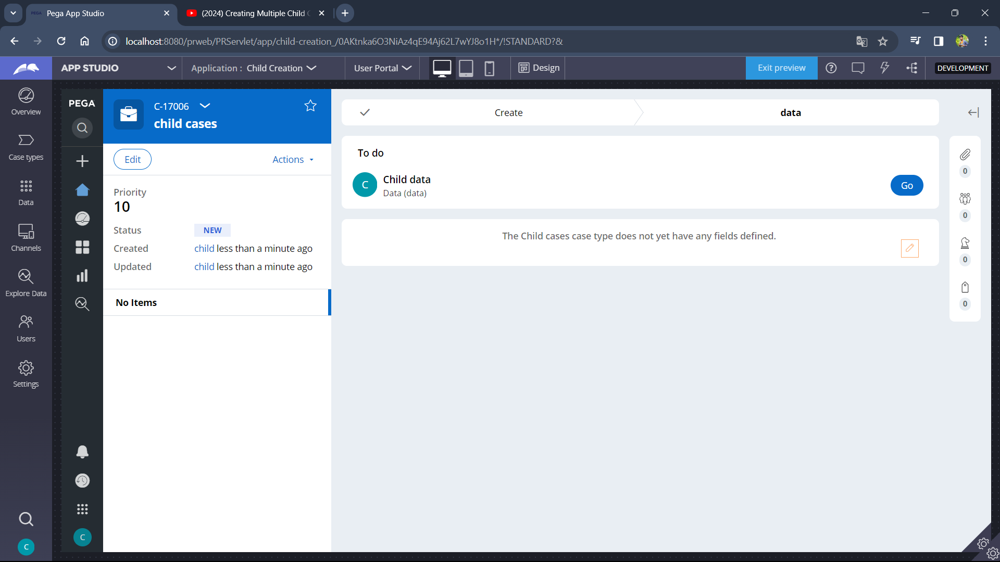 PEGA Pega App Studio
(2024) Creating Multiple Child
localhost:8080/prweb/PRServlet/app/child-creation_/0AKtnka6O3NiAz4qE94Aj62L7wYJ8o1H*/!STANDARD?&
APP STUDIO
Application : Child Creation
User Portal
Design
Exit preview
DEVELOPMENT
Overview
Case types
Data
Channels
Explore Data
Users
Settings
C
PEGA
C
C-17006
child cases
Edit
Actions
Priority
10
Status NEW
Created child less than a minute ago
Updated child less than a minute ago
No Items
Create
data
To do
C
Child data
Data (data)
Go
The Child cases case type does not yet have any fields defined.
0
0
0
0